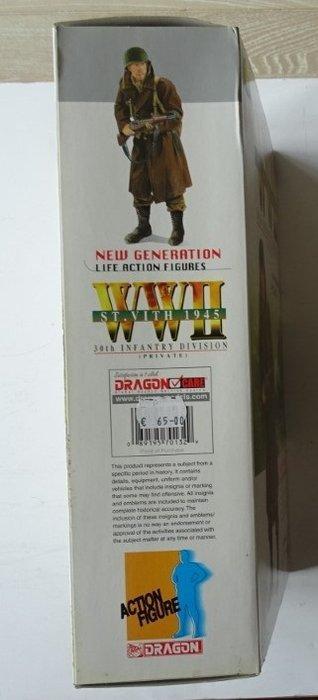 NEW GENERATION
LIFE ACTION FIGURES
WWII
ST. VITH 1945
30th INFANTRY DIVISION
(PRIVATE)
DRAGON CARE
€ 65-00
This product represents a subject from a
specific period in history. It contains
details, equipment, uniform and/or
vehicles that include insignia or marking
that some may find offensive. All insignia
and emblems are included to maintain
complete historical accuracy. The
inclusion of these insignia and emblems/
markings is no way an endorsement or
approval of the activities associated with
the subject matter at any time or manner.
ACTION
FIGURE
DRAGON